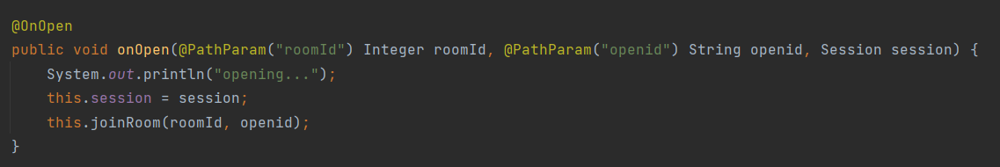 @OnOpen
public void onOpen(@PathParam("roomId") Integer roomId, @PathParam("openid") String openid, Session session) {
    System.out.println("opening...");
    this.session = session;
    this.joinRoom(roomId, openid);
}